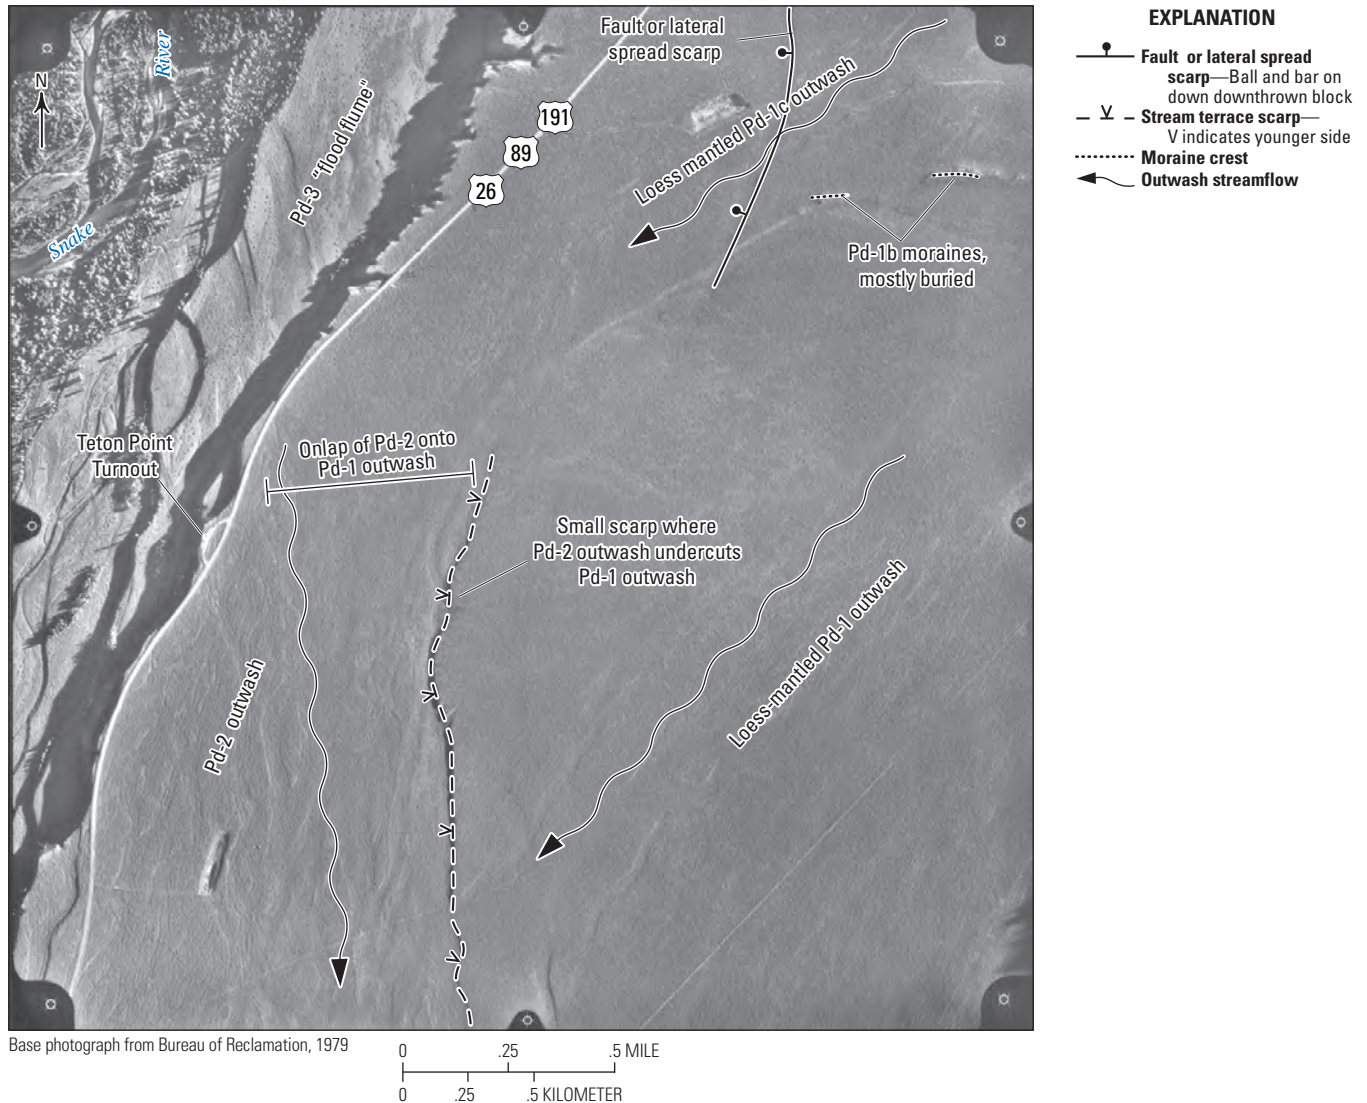 Fault or lateral
spread scarp
Snake
River
N
Pd-3 "flood flume"
191
89
26
Loess mantled Pd-1c outwash
Pd-1b moraines,
mostly buried
Teton Point
Turnout
Onlap of Pd-2 onto
Pd-1 outwash
Small scarp where
Pd-2 outwash undercuts
Pd-1 outwash
Pd-2 outwash
Loess-mantled Pd-1 outwash
Base photograph from Bureau of Reclamation, 1979
0 .25 .5 MILE
0 .25 .5 KILOMETER
EXPLANATION
Fault or lateral spread
scarp—Ball and bar on
down downthrown block
Stream terrace scarp—
V indicates younger side
Moraine crest
Outwash streamflow